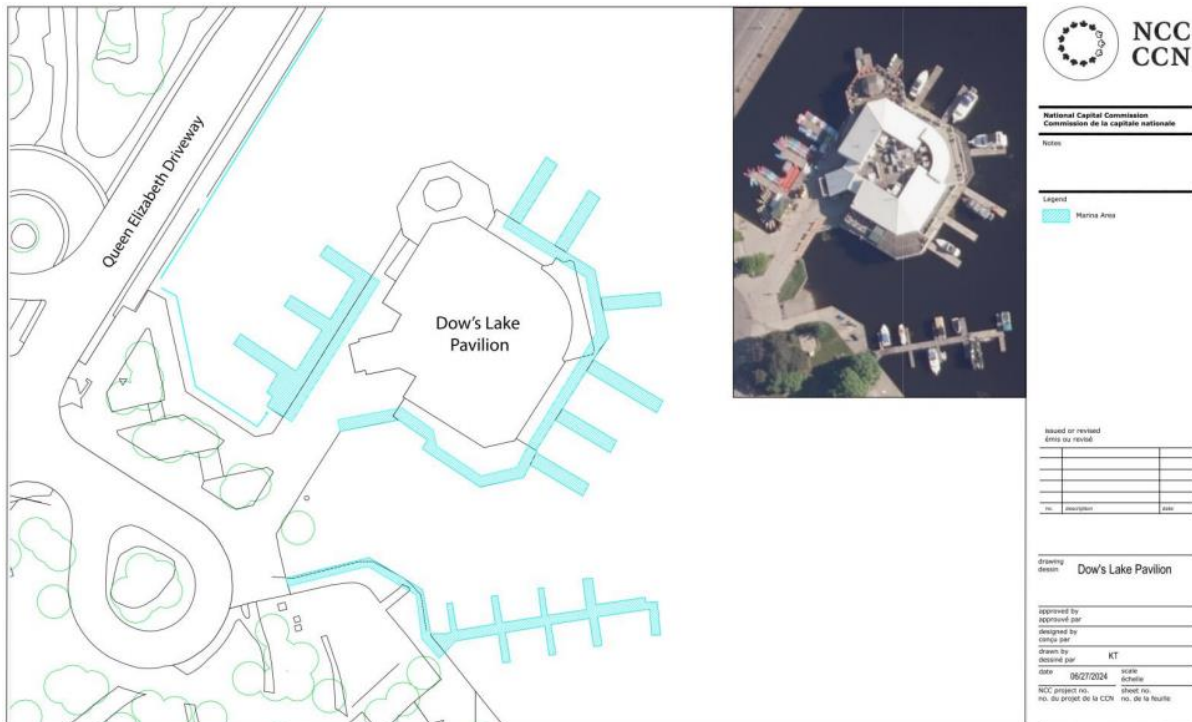 Queen Elizabeth Driveway
Dow's Lake
Pavilion
NCC
CCN
National Capital Commission
Commission de la capitale nationale
Notes
Legend
Marina Area
issued or revised
émis ou revisé
no. description date
drawing
dessin
Dow's Lake Pavilion
approved by
approuvé par
designed by
conçu par
drawn by
dessiné par
KT
date
06/27/2024
scale
échelle
NCC project no.
no. du projet de la CCN
sheet no.
no. de la feuille